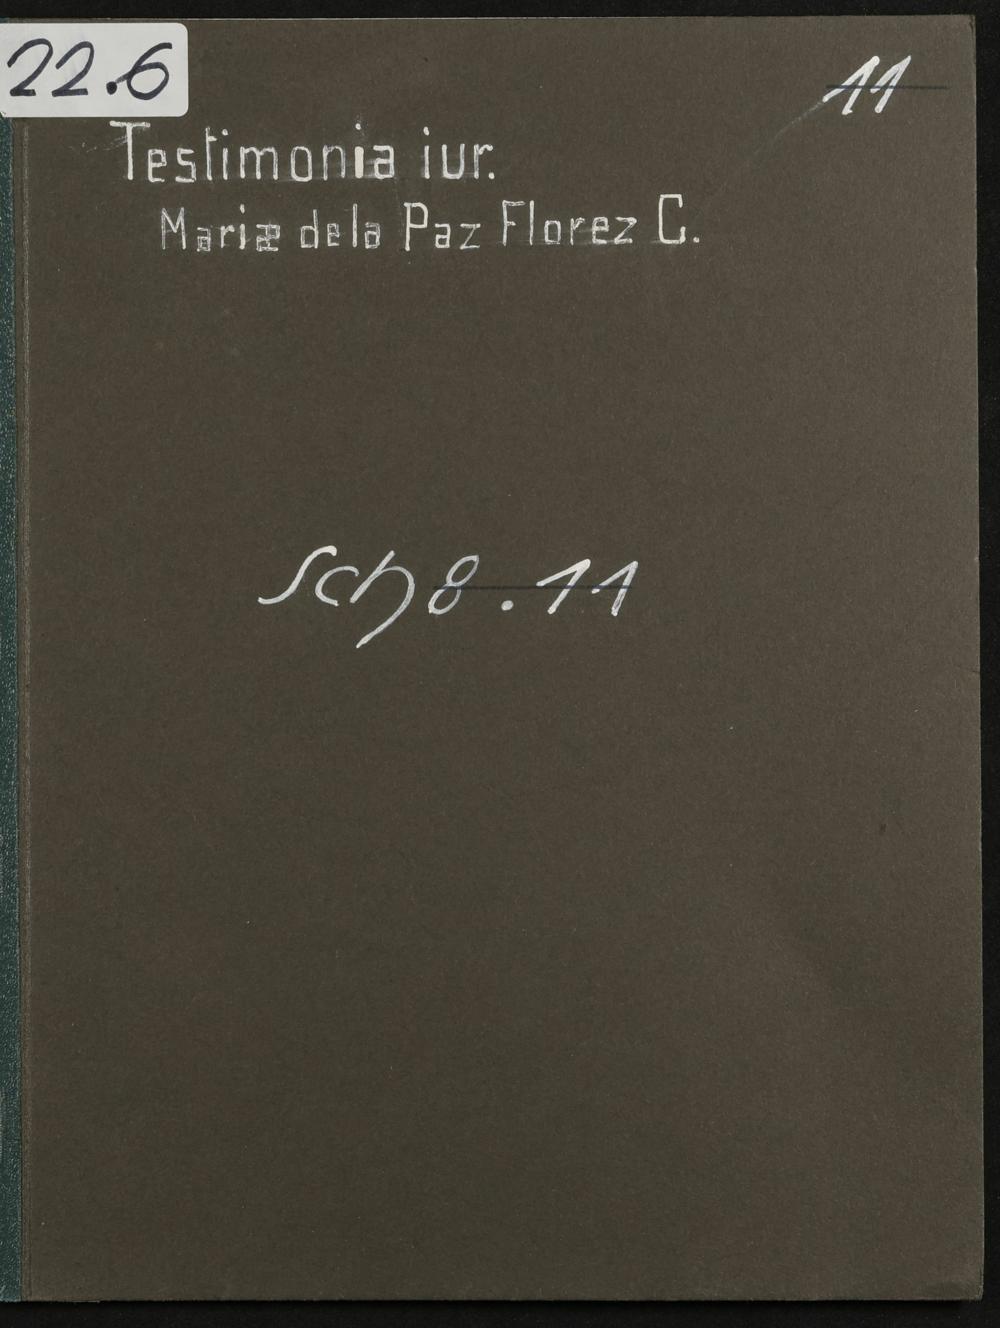 22.6
11
Testimonia iur.
Mariæ dela Paz Florez C.
Sch 8.11